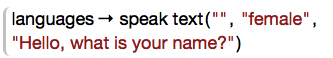 languages → speak text("", "female",
"Hello, what is your name?")